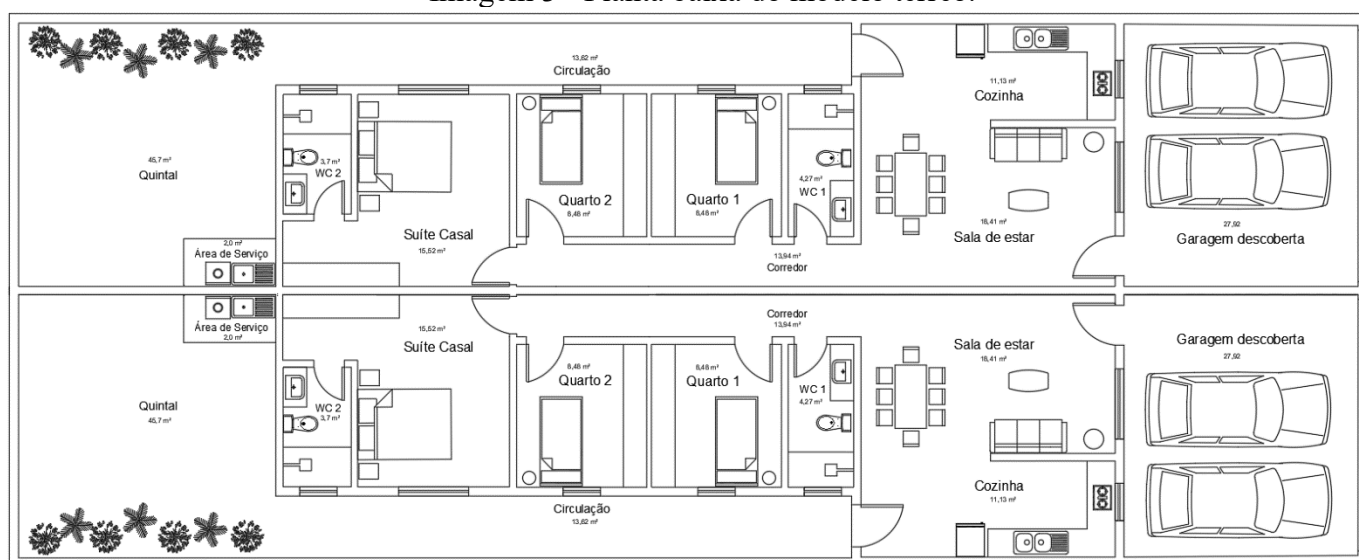 Planta baixa do modelo térreo.
13,82 m²
Circulação
11,13 m²
Cozinha
45,7 m²
Quintal
3,7 m²
WC 2
Quarto 2
8,48 m²
Quarto 1
8,48 m²
4,27 m²
WC 1
Suíte Casal
15,52 m²
16,41 m²
Sala de estar
27,92
Garagem descoberta
2,0 m²
Área de Serviço
13,94 m²
Corredor
Área de Serviço
2,0 m²
15,52 m²
Suíte Casal
Corredor
13,94 m²
Sala de estar
16,41 m²
Garagem descoberta
27,92
8,48 m²
Quarto 2
8,48 m²
Quarto 1
WC 1
4,27 m²
Quintal
45,7 m²
WC 2
3,7 m²
Cozinha
11,13 m²
Circulação
13,82 m²